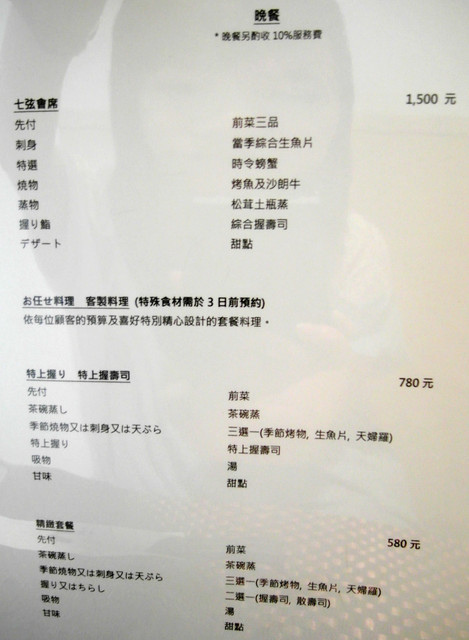 晚餐
*晚餐另酌收 10%服務費
七弦會席 1,500 元
先付 前菜三品
刺身 當季綜合生魚片
特選 時令螃蟹
燒物 烤魚及沙朗牛
蒸物 松茸土瓶蒸
握り鮨 綜合握壽司
デザート 甜點
お任せ料理 客製料理 (特殊食材需於 3 日前預約)
依每位顧客的預算及喜好特別精心設計的套餐料理。
特上握り 特上握壽司 780 元
先付 前菜
茶碗蒸し 茶碗蒸
季節燒物又は刺身又は天ぷら 三選一(季節烤物, 生魚片, 天婦羅)
特上握り 特上握壽司
吸物 湯
甘味 甜點
精緻套餐 580 元
先付 前菜
茶碗蒸し 茶碗蒸
季節燒物又は刺身又は天ぷら 三選一(季節烤物, 生魚片, 天婦羅)
握り又はちらし 二選一(握壽司, 散壽司)
吸物 湯
甘味 甜點